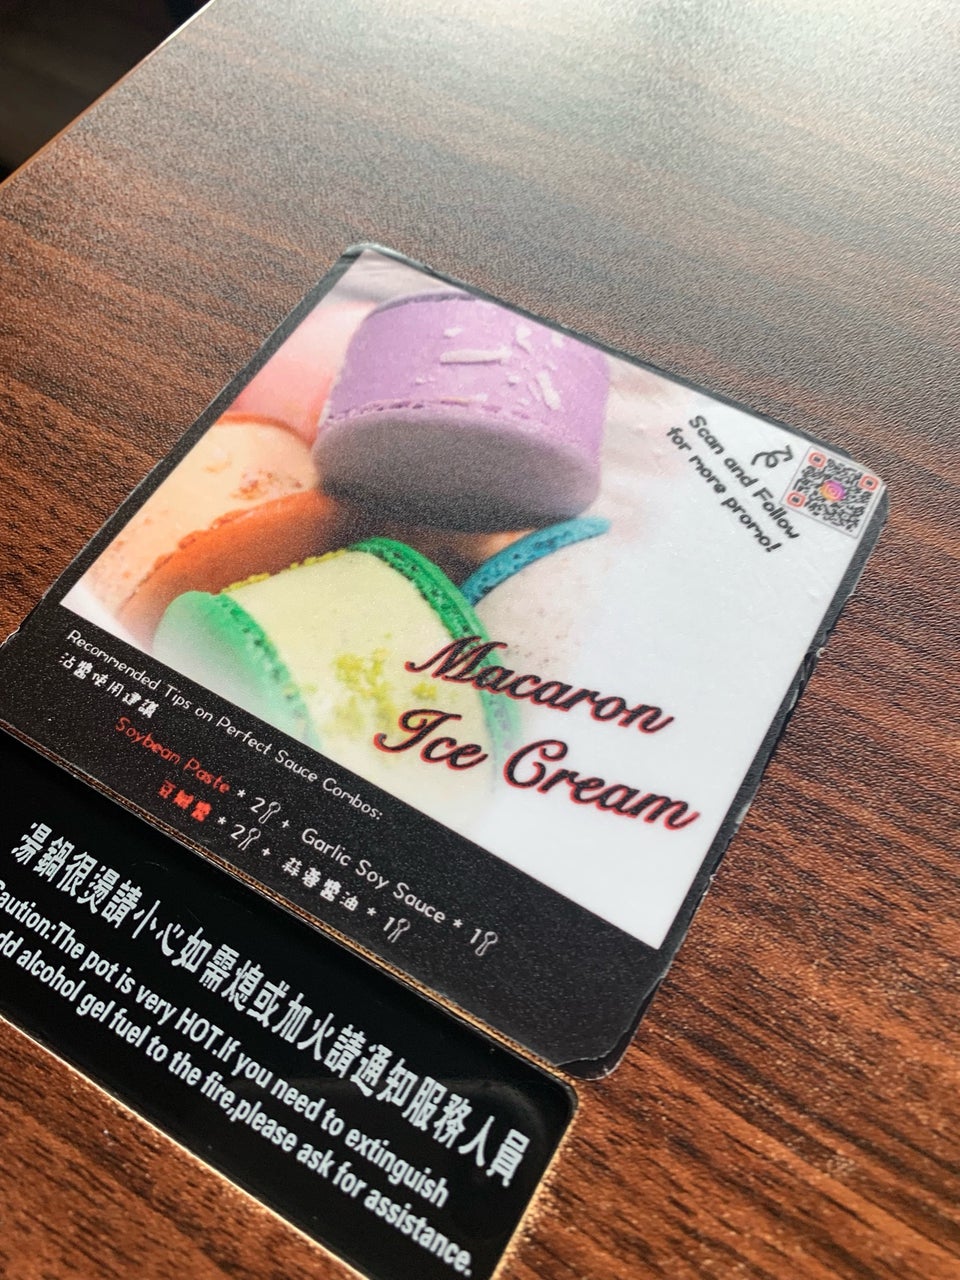 Scan and Follow
for more promo!
Macaron
Ice Cream
Recommended Tips on Perfect Sauce Combos:
沾醬使用建議
Soybean Paste * 2 + Garlic Soy Sauce * 1
豆瓣醬 * 2 + 蒜蓉醬油 * 1
湯鍋很燙請小心如需熄或加火請通知服務人員
Caution:The pot is very HOT.If you need to extinguish
add alcohol gel fuel to the fire,please ask for assistance.